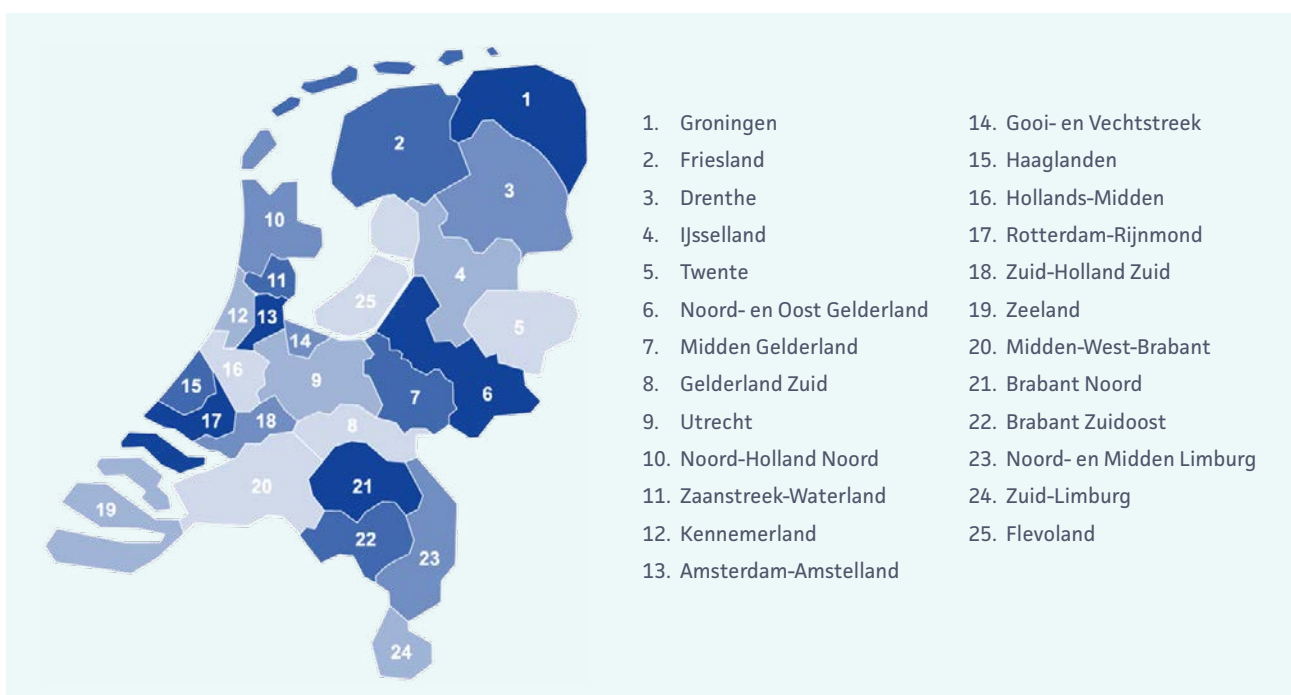 1
2
3
10
4
11
25
12
13
5
14
16
9
15
7
6
17
18
8
20
21
19
22
23
24
1. Groningen
2. Friesland
3. Drenthe
4. IJsselland
5. Twente
6. Noord- en Oost Gelderland
7. Midden Gelderland
8. Gelderland Zuid
9. Utrecht
10. Noord-Holland Noord
11. Zaanstreek-Waterland
12. Kennemerland
13. Amsterdam-Amstelland
14. Gooi- en Vechtstreek
15. Haaglanden
16. Hollands-Midden
17. Rotterdam-Rijnmond
18. Zuid-Holland Zuid
19. Zeeland
20. Midden-West-Brabant
21. Brabant Noord
22. Brabant Zuidoost
23. Noord- en Midden Limburg
24. Zuid-Limburg
25. Flevoland